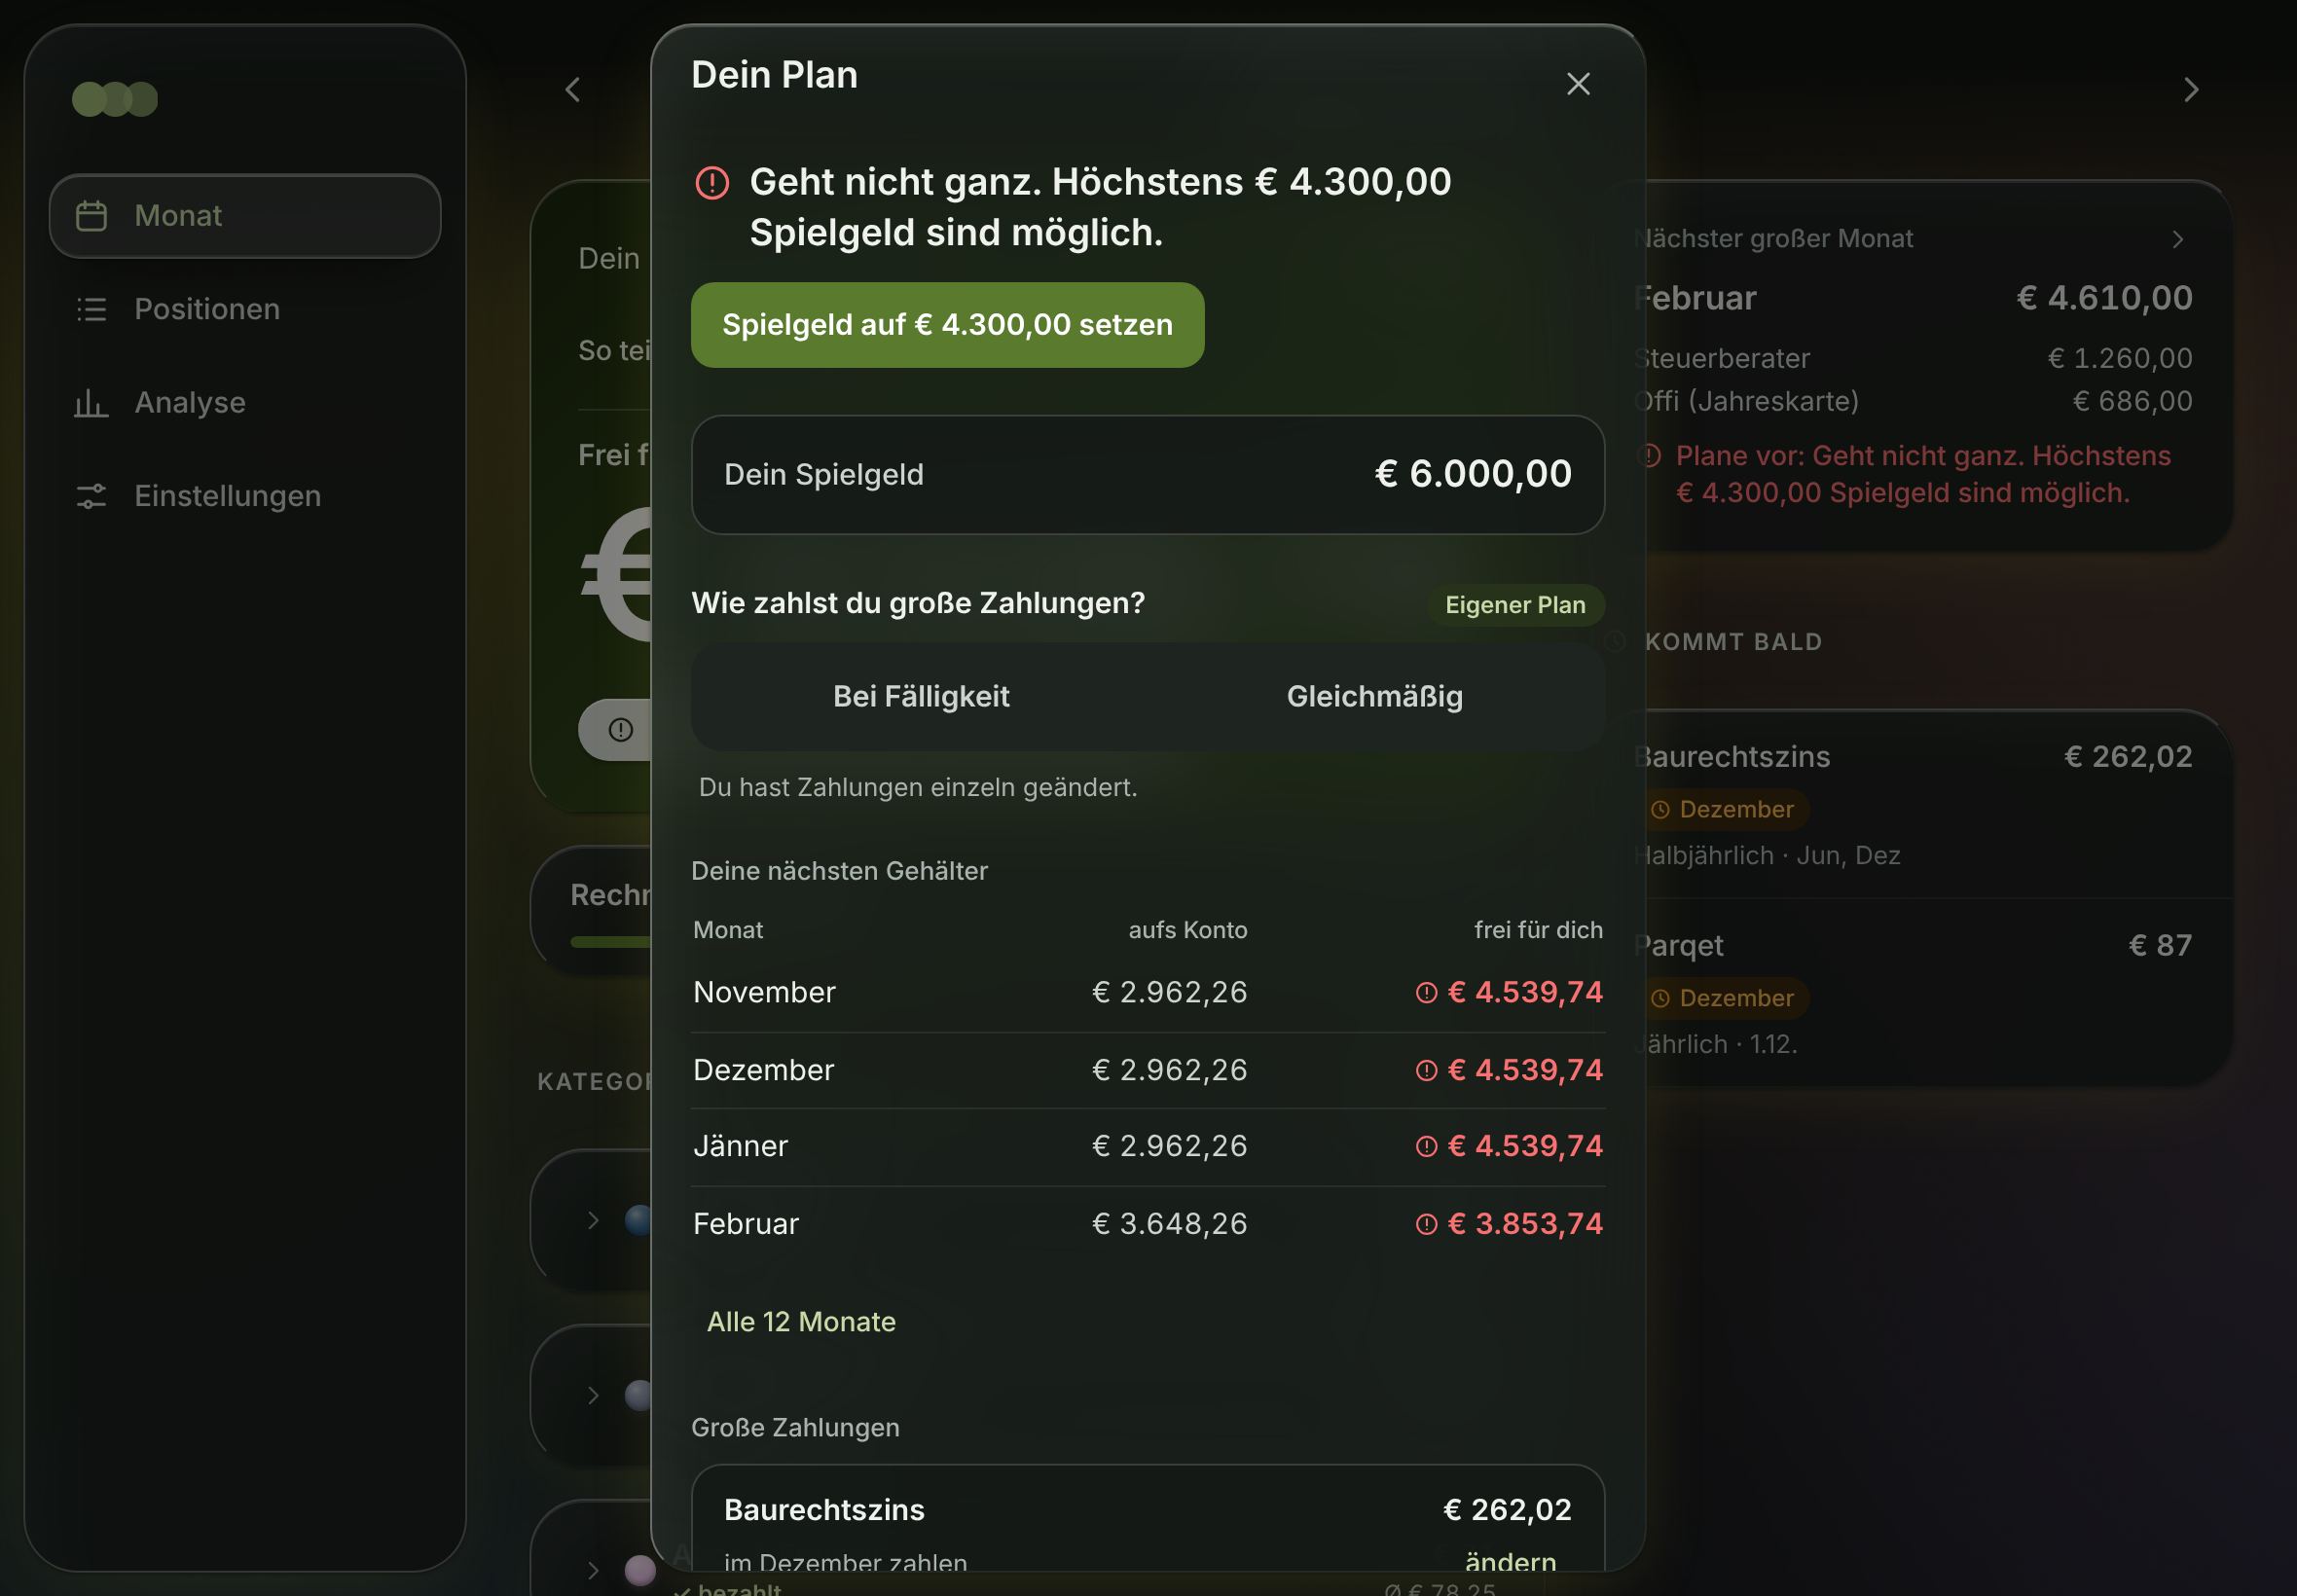 Monat
Positionen
Analyse
Einstellungen
Dein
So tei
Frei f
€
Rechn
KATEGOR
Dein Plan
Geht nicht ganz. Höchstens € 4.300,00
Spielgeld sind möglich.
Spielgeld auf € 4.300,00 setzen
Dein Spielgeld € 6.000,00
Wie zahlst du große Zahlungen? Eigener Plan
Bei Fälligkeit Gleichmäßig
Du hast Zahlungen einzeln geändert.
Deine nächsten Gehälter
Monat aufs Konto frei für dich
November € 2.962,26 € 4.539,74
Dezember € 2.962,26 € 4.539,74
Jänner € 2.962,26 € 4.539,74
Februar € 3.648,26 € 3.853,74
Alle 12 Monate
Große Zahlungen
Baurechtszins € 262,02
im Dezember zahlen ändern
bezahlt Ø € 78,25
Nächster großer Monat
Februar € 4.610,00
Steuerberater € 1.260,00
Öffi (Jahreskarte) € 686,00
Plane vor: Geht nicht ganz. Höchstens
€ 4.300,00 Spielgeld sind möglich.
KOMMT BALD
Baurechtszins € 262,02
Dezember
Halbjährlich · Jun, Dez
Parqet € 87
Dezember
Jährlich · 1.12.